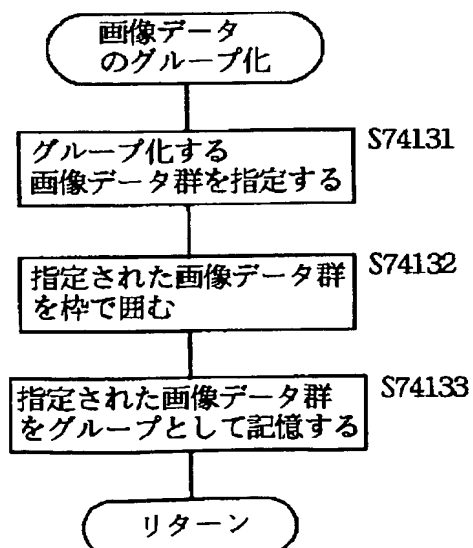 画像データ
のグループ化
グループ化する
画像データ群を指定する
S74131
指定された画像データ群
を枠で囲む
S74132
指定された画像データ群
をグループとして記憶する
S74133
リターン